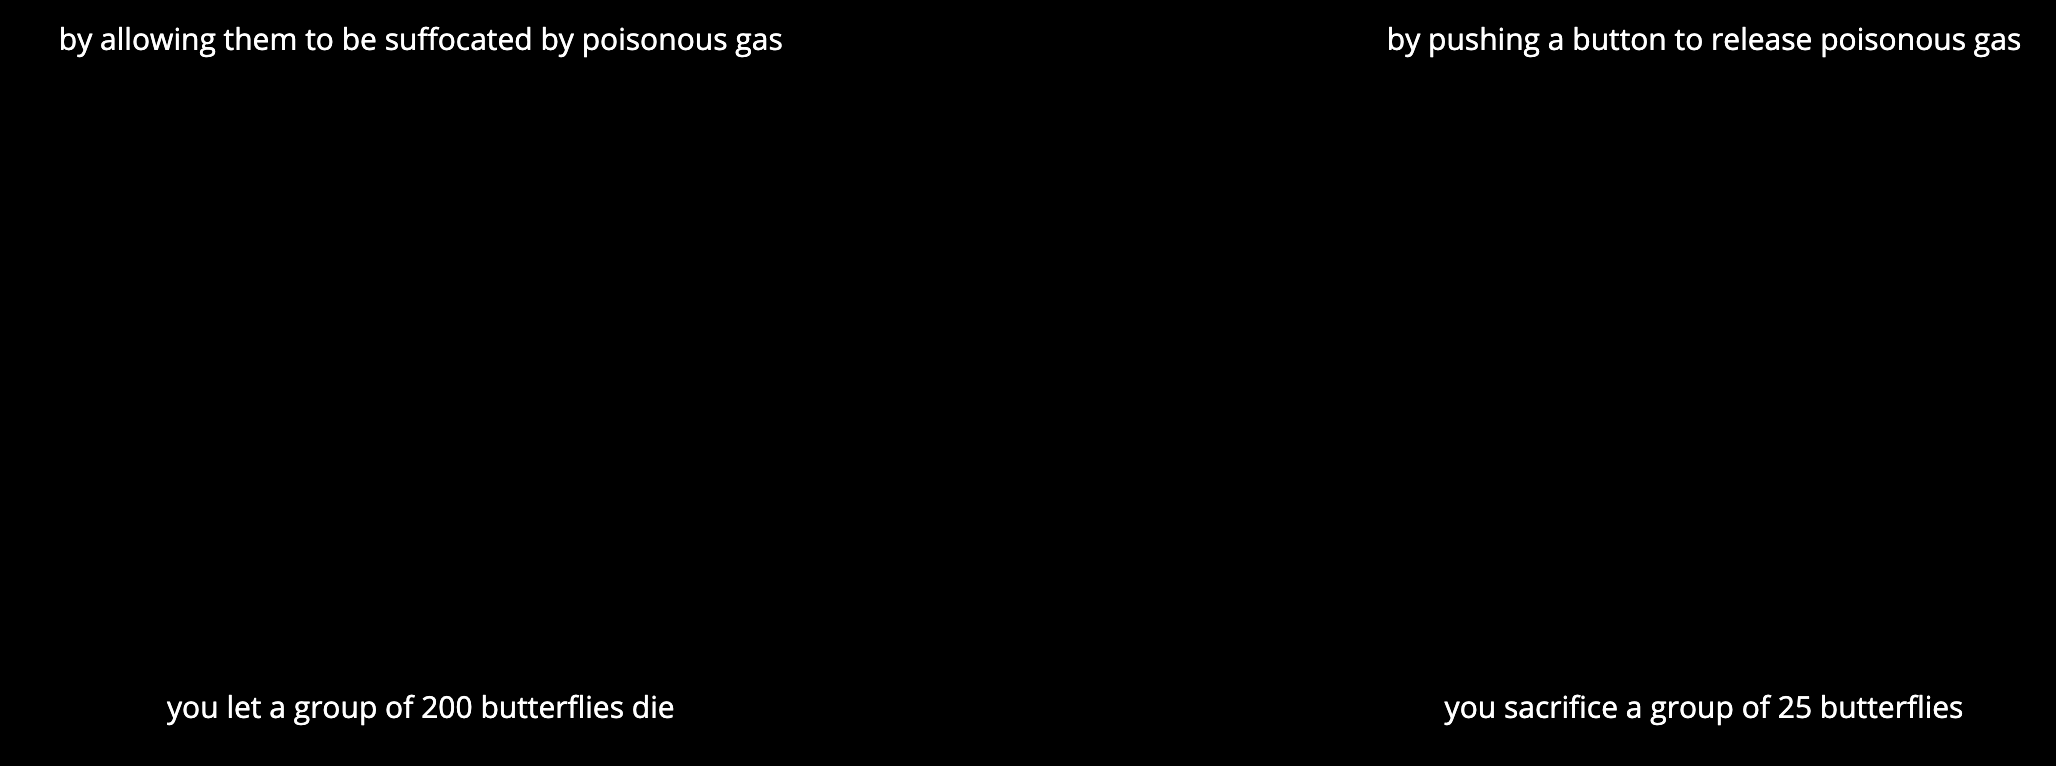 by allowing them to be suffocated by poisonous gas
by pushing a button to release poisonous gas
you let a group of 200 butterflies die
you sacrifice a group of 25 butterflies